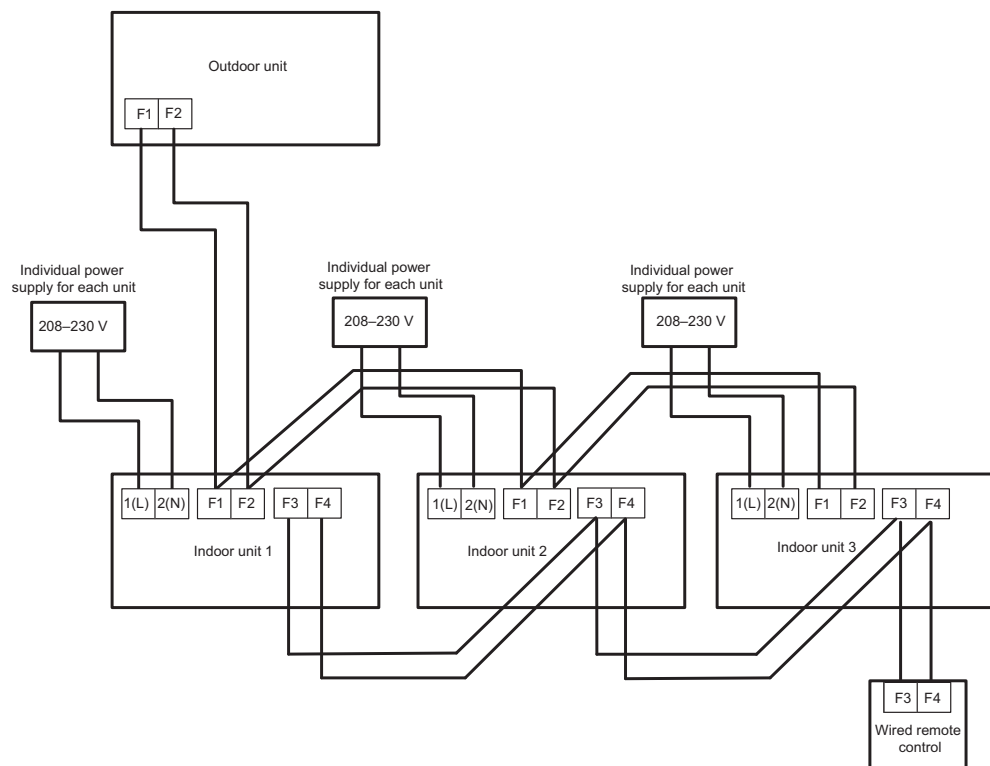 Outdoor unit
F1 F2
Individual power
supply for each unit
208–230 V
Individual power
supply for each unit
208–230 V
Individual power
supply for each unit
208–230 V
1(L) 2(N) F1 F2 F3 F4
Indoor unit 1
1(L) 2(N) F1 F2 F3 F4
Indoor unit 2
1(L) 2(N) F1 F2 F3 F4
Indoor unit 3
F3 F4
Wired remote
control